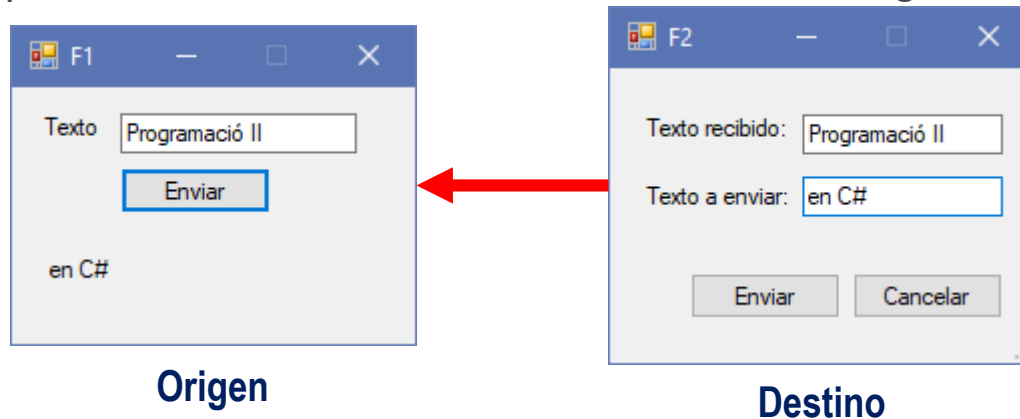 F1
Texto
Programació II
Enviar
en C#
Origen
F2
Texto recibido:
Programació II
Texto a enviar:
en C#
Enviar
Cancelar
Destino